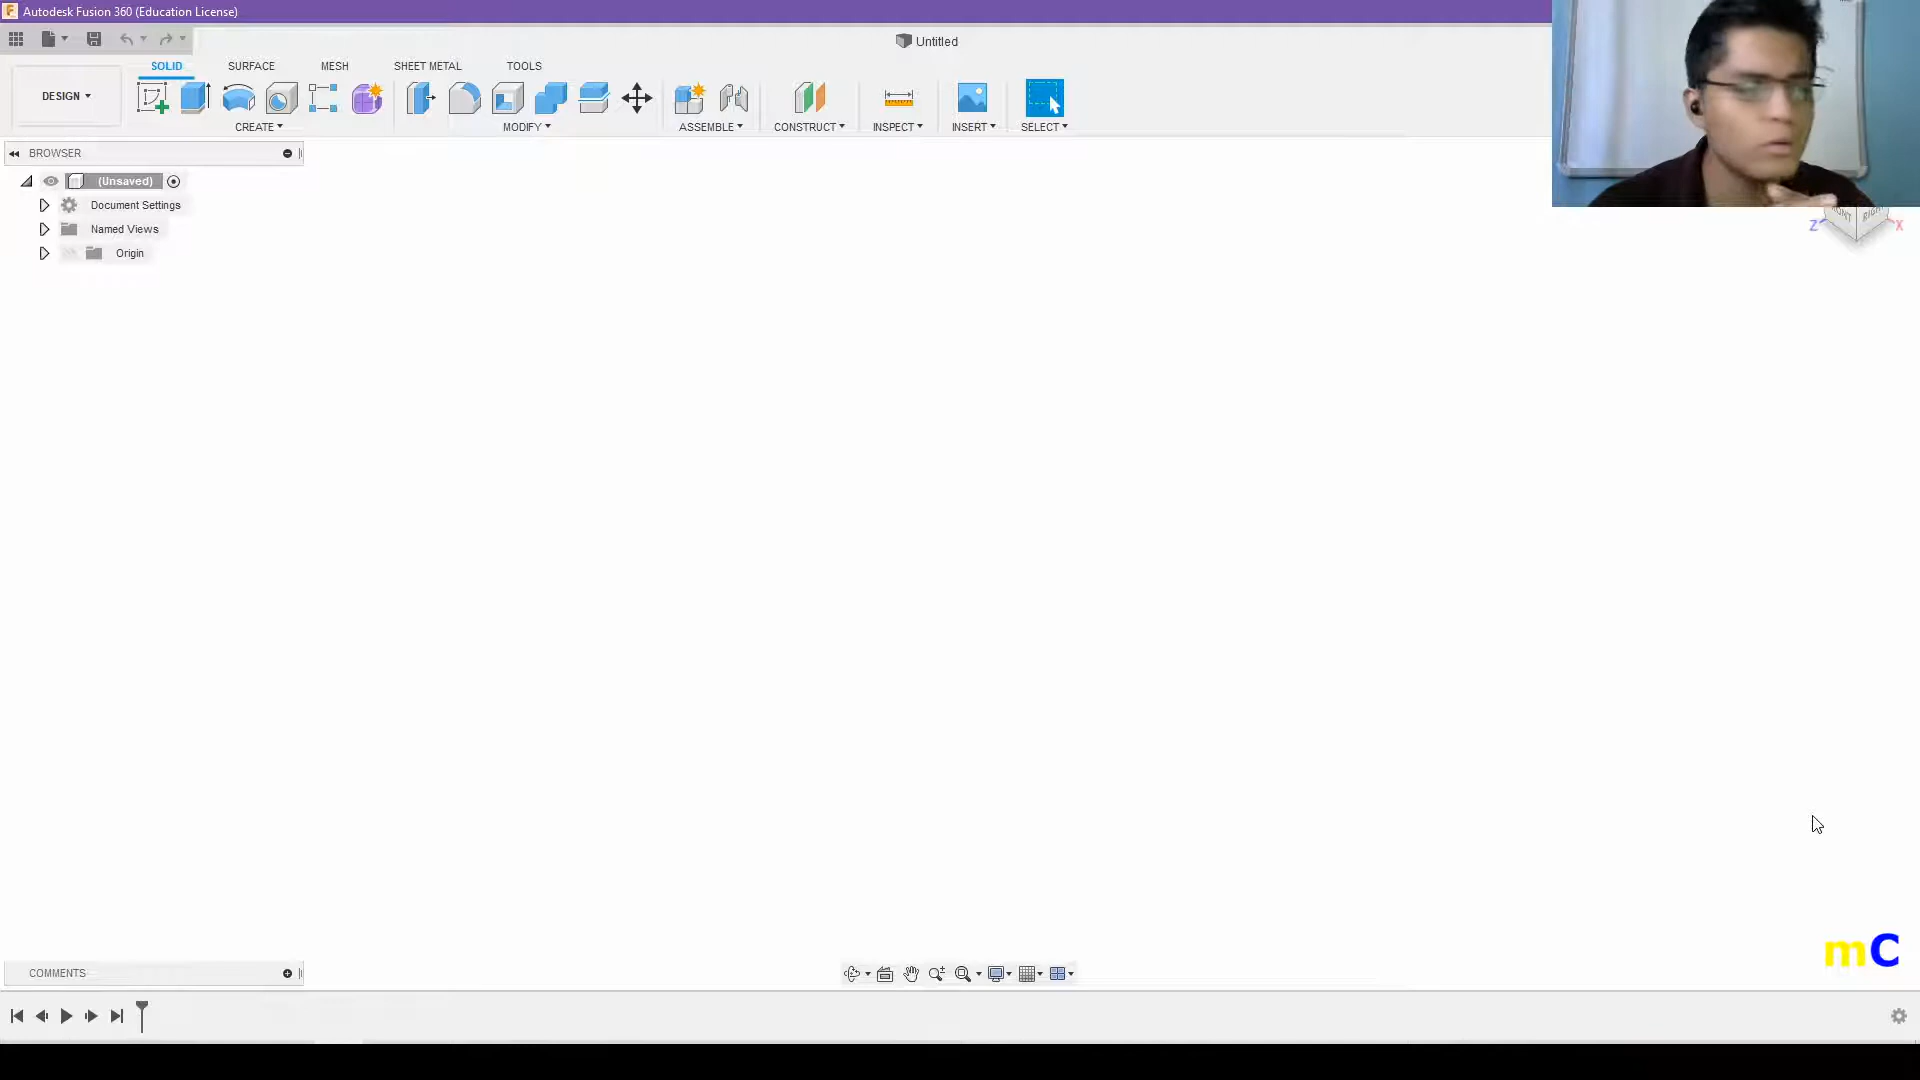 Autodesk Fusion 360 (Education License)
Untitled
SOLID SURFACE MESH SHEET METAL TOOLS
DESIGN
CREATE MODIFY ASSEMBLE CONSTRUCT INSPECT INSERT SELECT
BROWSER
(Unsaved)
Document Settings
Named Views
Origin
RIGHT
Z X
mC
COMMENTS